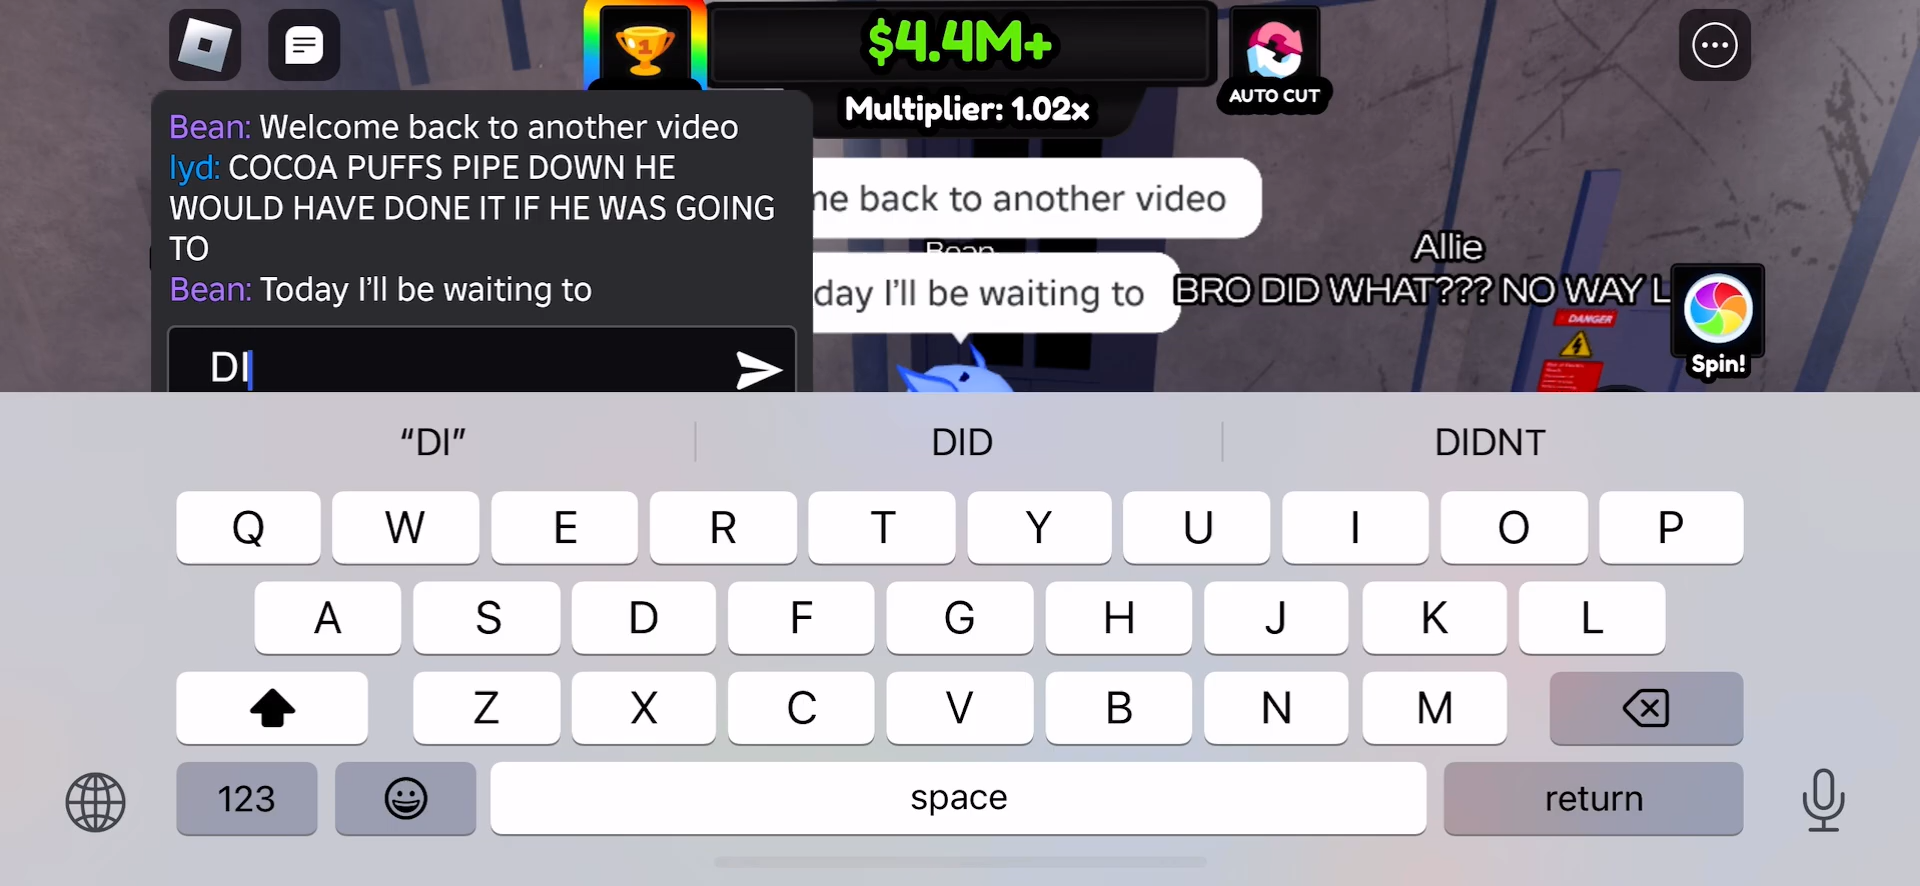 $4.4M+
Multiplier: 1.02x
AUTO CUT
Bean: Welcome back to another video
lyd: COCOA PUFFS PIPE DOWN HE
WOULD HAVE DONE IT IF HE WAS GOING
TO
Bean: Today I’ll be waiting to
DI
me back to another video
Bean
day I’ll be waiting to
Allie
BRO DID WHAT??? NO WAY L
DANGER
Spin!
“DI”
DID
DIDNT
Q W E R T Y U I O P
A S D F G H J K L
Z X C V B N M
123
space
return